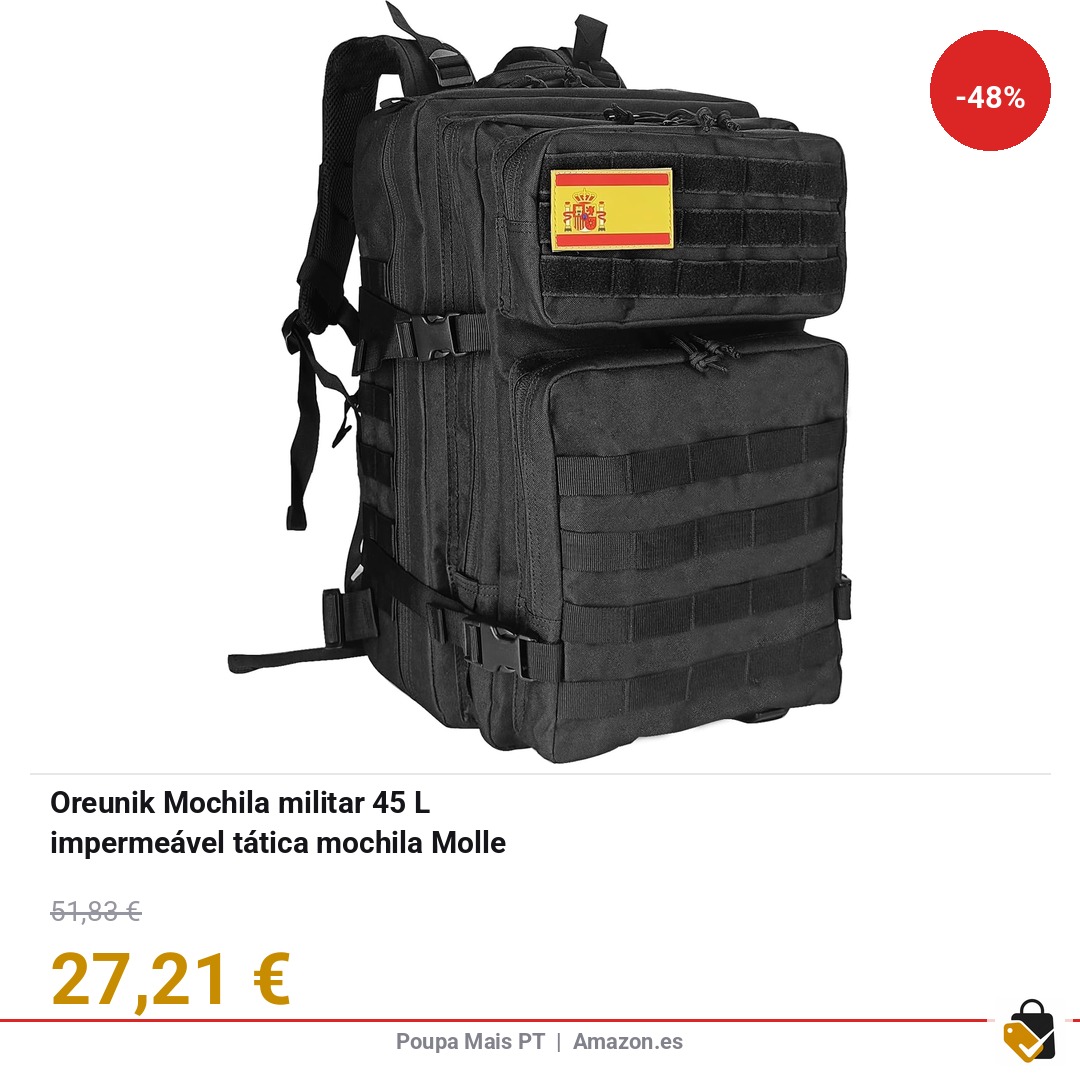 -48%
Oreunik Mochila militar 45 L
impermeável tática mochila Molle
51,83 €
27,21 €
Poupa Mais PT | Amazon.es